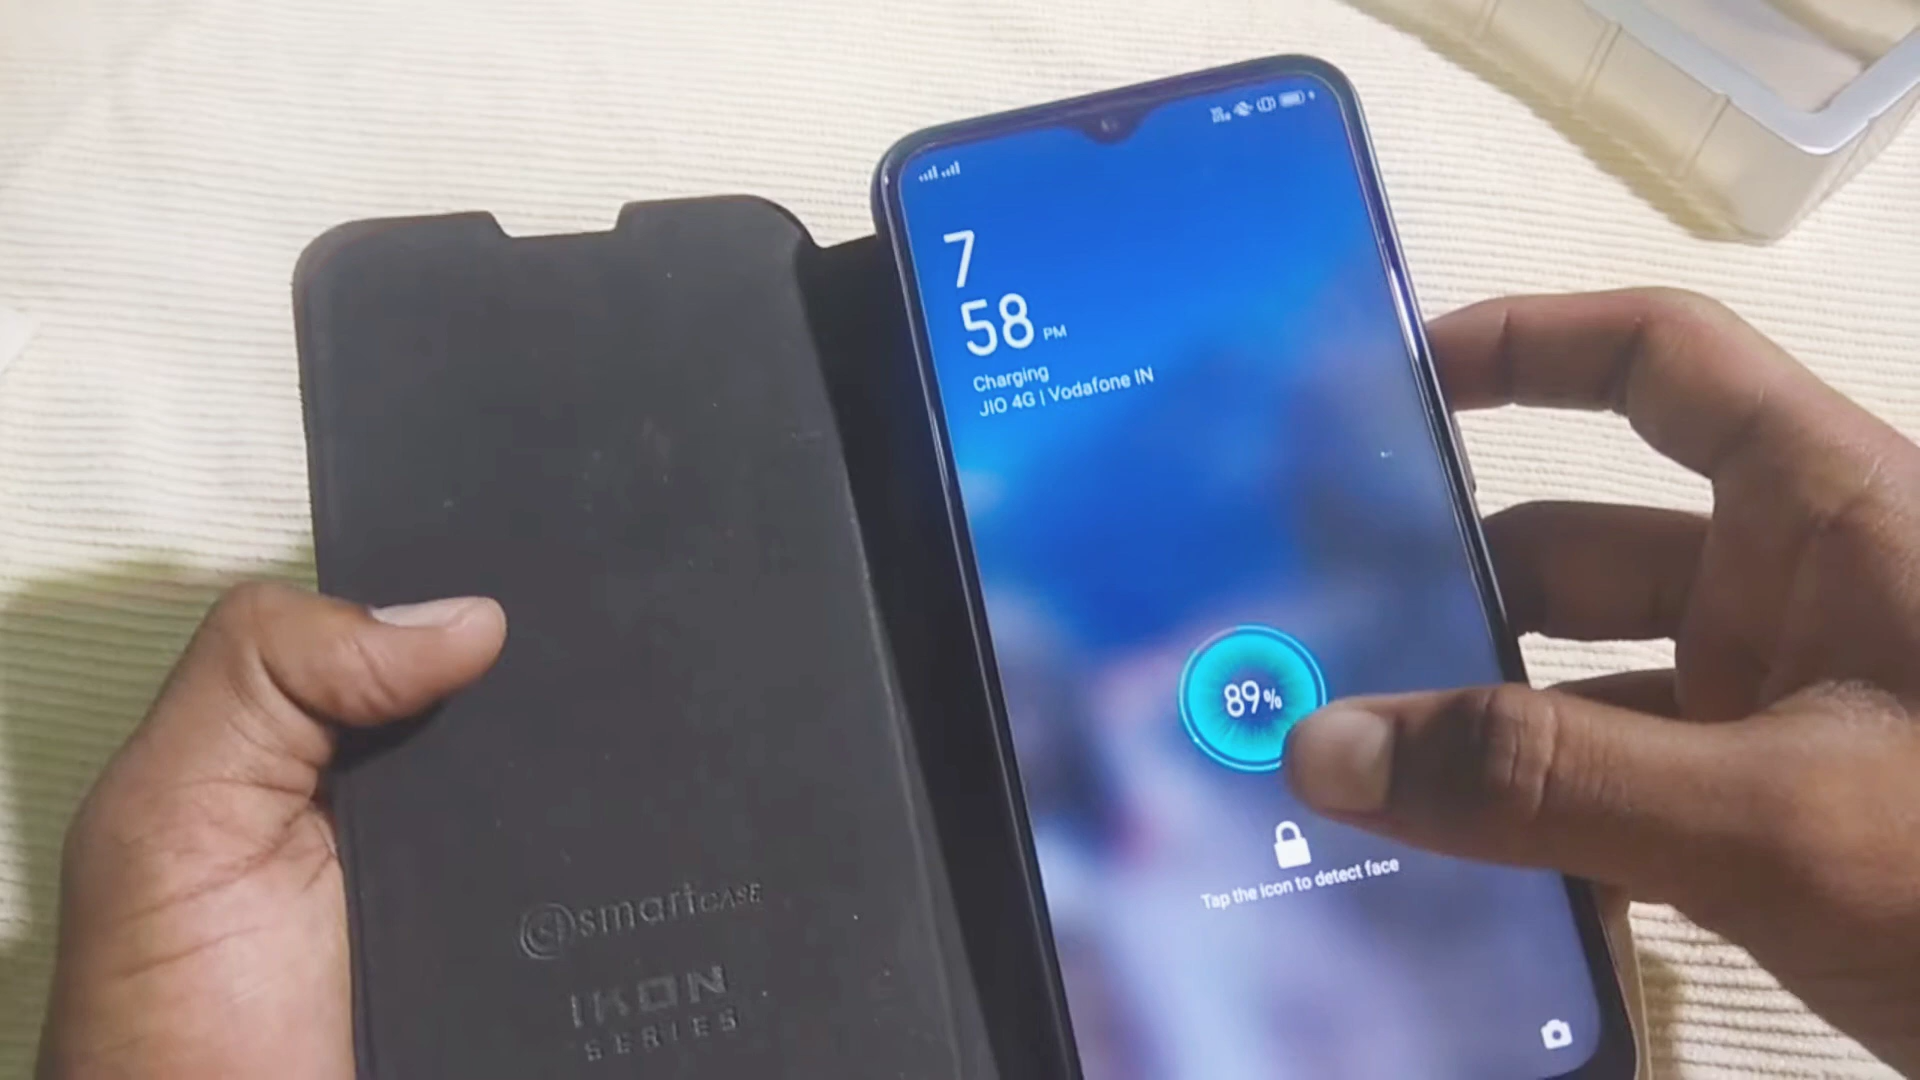 7
58 PM
Charging
JIO 4G | Vodafone IN
89%
Tap the icon to detect face
smartCASE
IKON
SERIES